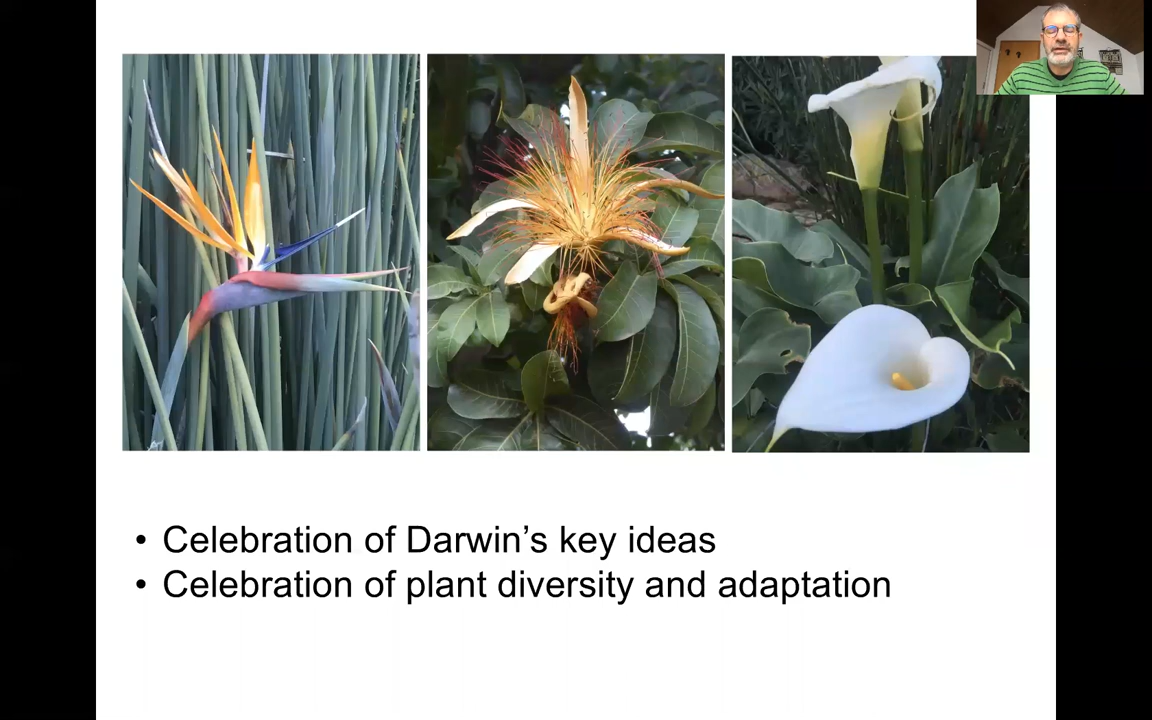 • Celebration of Darwin’s key ideas
• Celebration of plant diversity and adaptation